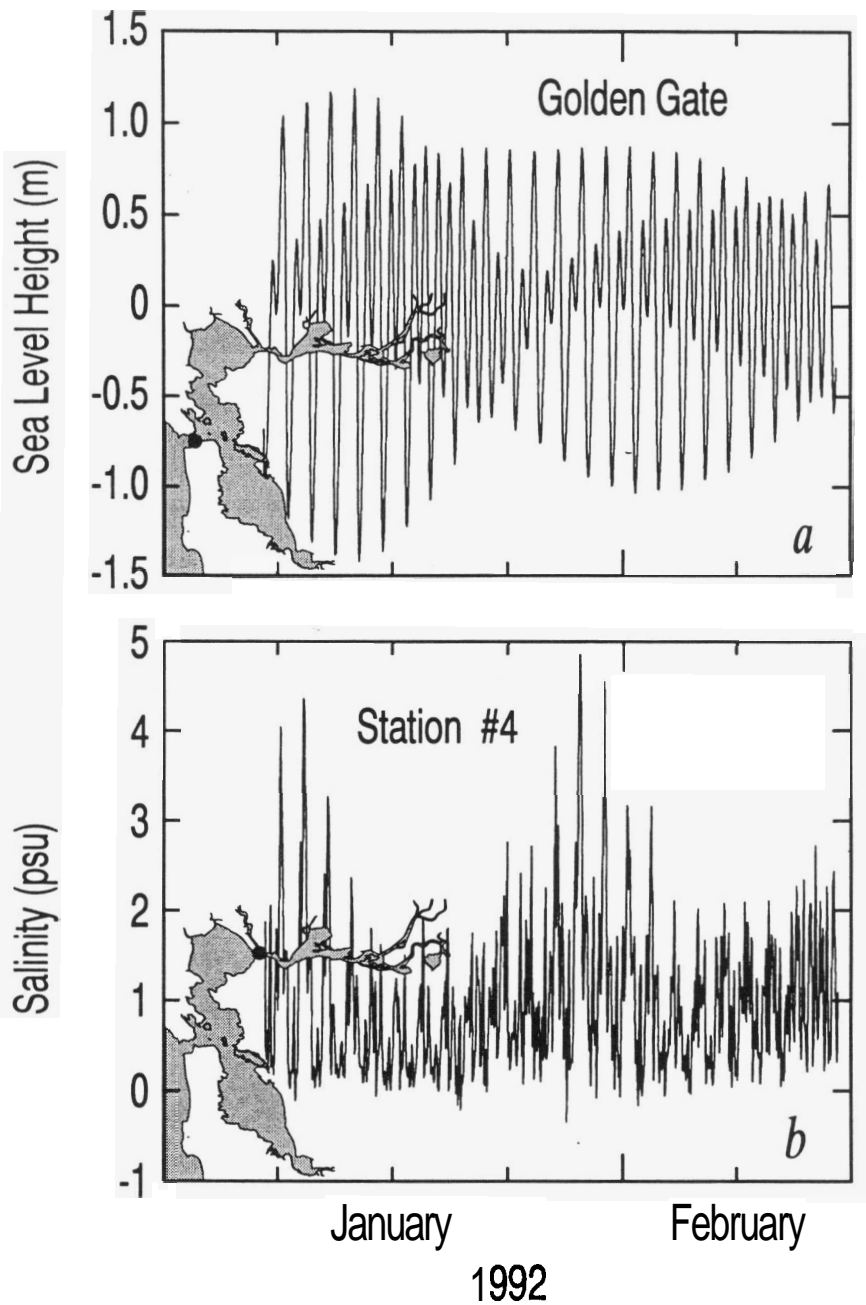 1.5
1.0
0.5
0
-0.5
-1.0
-1.5
Sea Level Height (m)
Golden Gate
a
5
4
3
2
1
0
-1
Salinity (psu)
Station #4
b
January February
1992